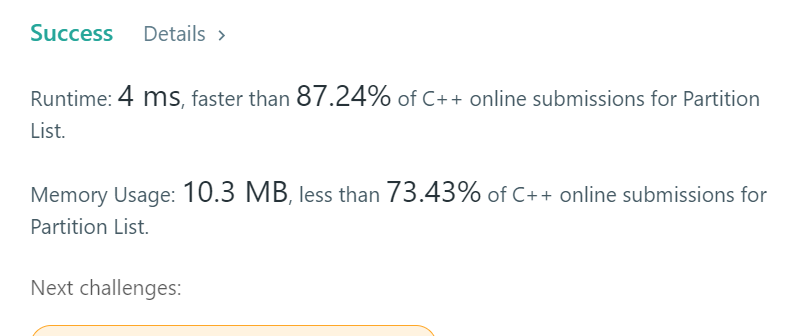 Success Details >
Runtime: 4 ms, faster than 87.24% of C++ online submissions for Partition
List.
Memory Usage: 10.3 MB, less than 73.43% of C++ online submissions for
Partition List.
Next challenges: